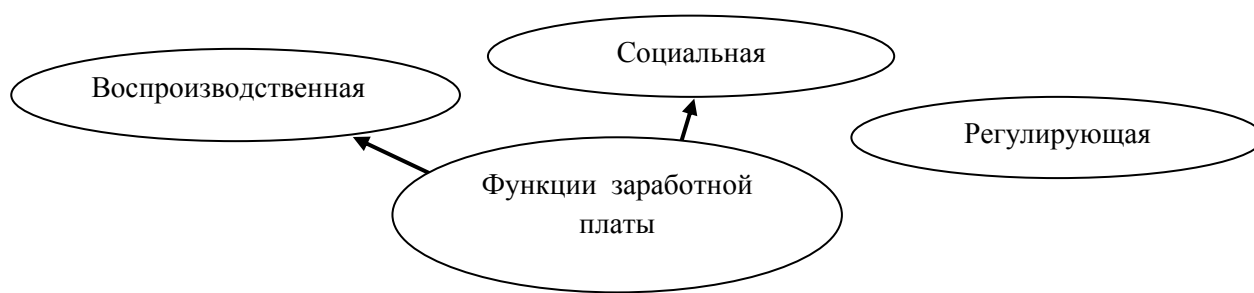 Социальная
Воспроизводственная
Регулирующая
Функции заработной
платы